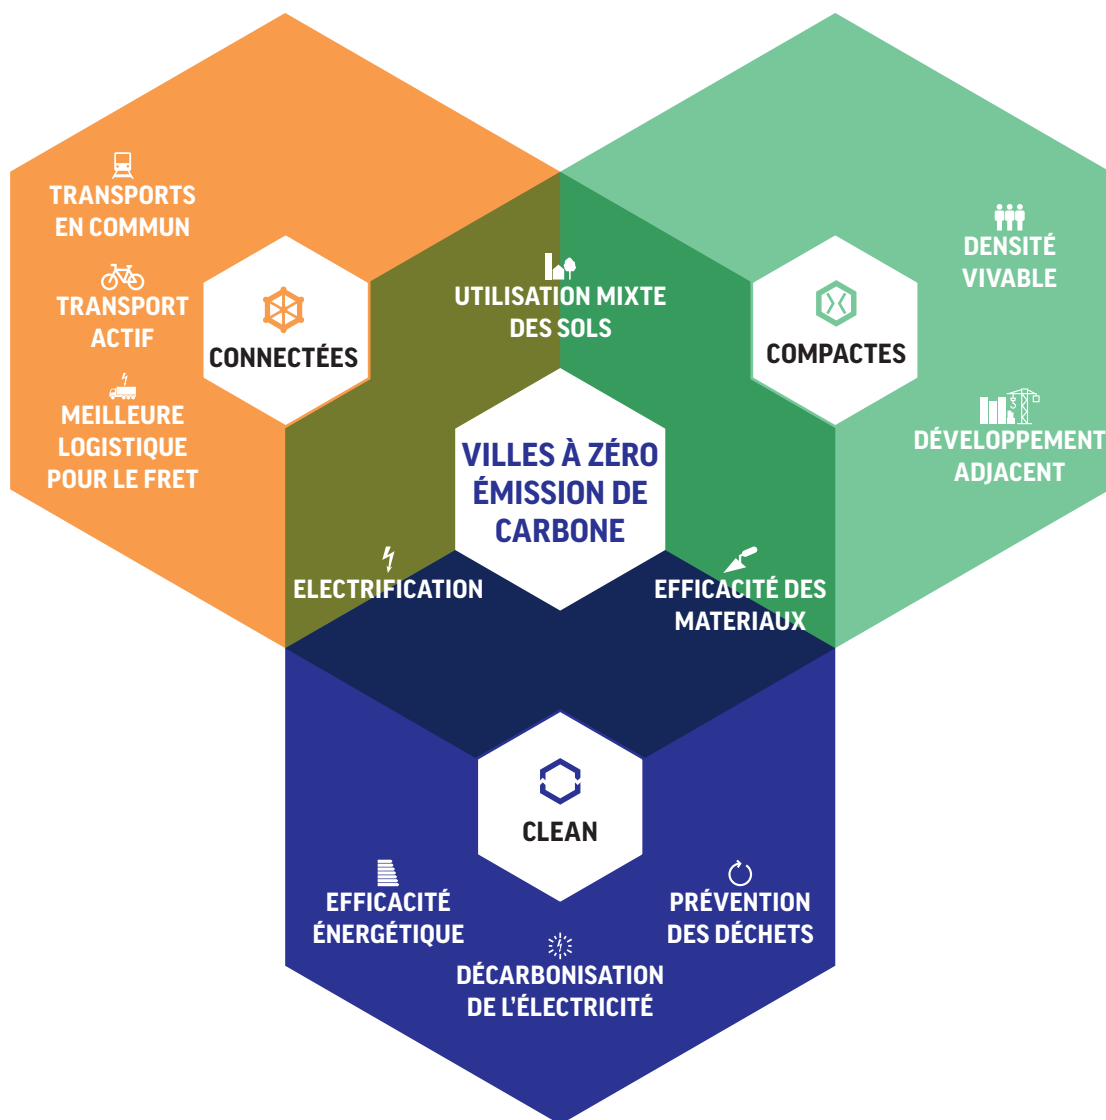 TRANSPORTS
EN COMMUN
TRANSPORT
ACTIF
MEILLEURE
LOGISTIQUE
POUR LE FRET
CONNECTÉES
UTILISATION MIXTE
DES SOLS
COMPACTES
DENSITÉ
VIVABLE
DÉVELOPPEMENT
ADJACENT
VILLES À ZÉRO
ÉMISSION DE
CARBONE
ELECTRIFICATION
EFFICACITÉ DES
MATERIAUX
CLEAN
EFFICACITÉ
ÉNERGÉTIQUE
DÉCARBONISATION
DE L’ÉLECTRICITÉ
PRÉVENTION
DES DÉCHETS